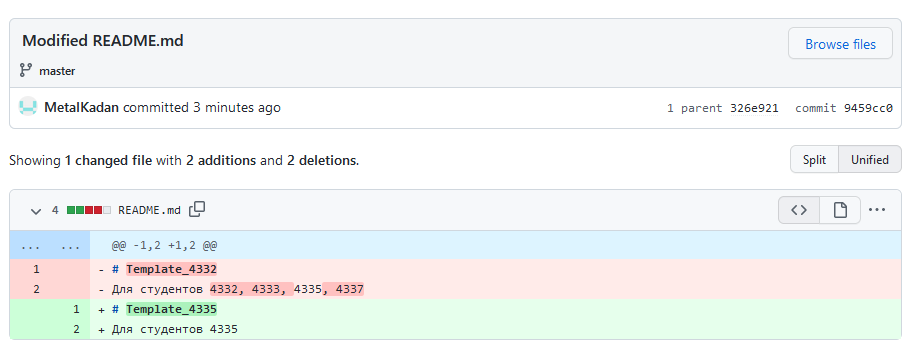 Modified README.md
Browse files
master
MetalKadan committed 3 minutes ago
1 parent 326e921 commit 9459cc0
Showing 1 changed file with 2 additions and 2 deletions.
Split Unified
4 README.md
... ... @@ -1,2 +1,2 @@
1 - # Template_4332
2 - Для студентов 4332, 4333, 4335, 4337
1 + # Template_4335
2 + Для студентов 4335